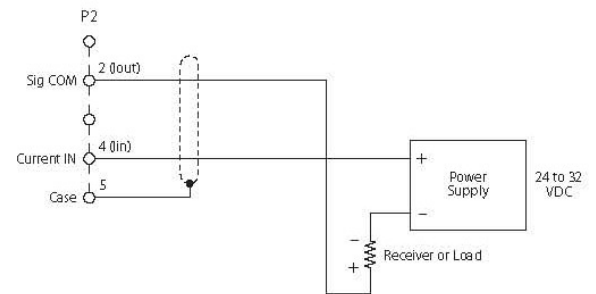 P2
2 (Iout)
Sig COM
4 (Iin)
Current IN
5
Case
+
Power
Supply
24 to 32
VDC
−
−
+
Receiver or Load